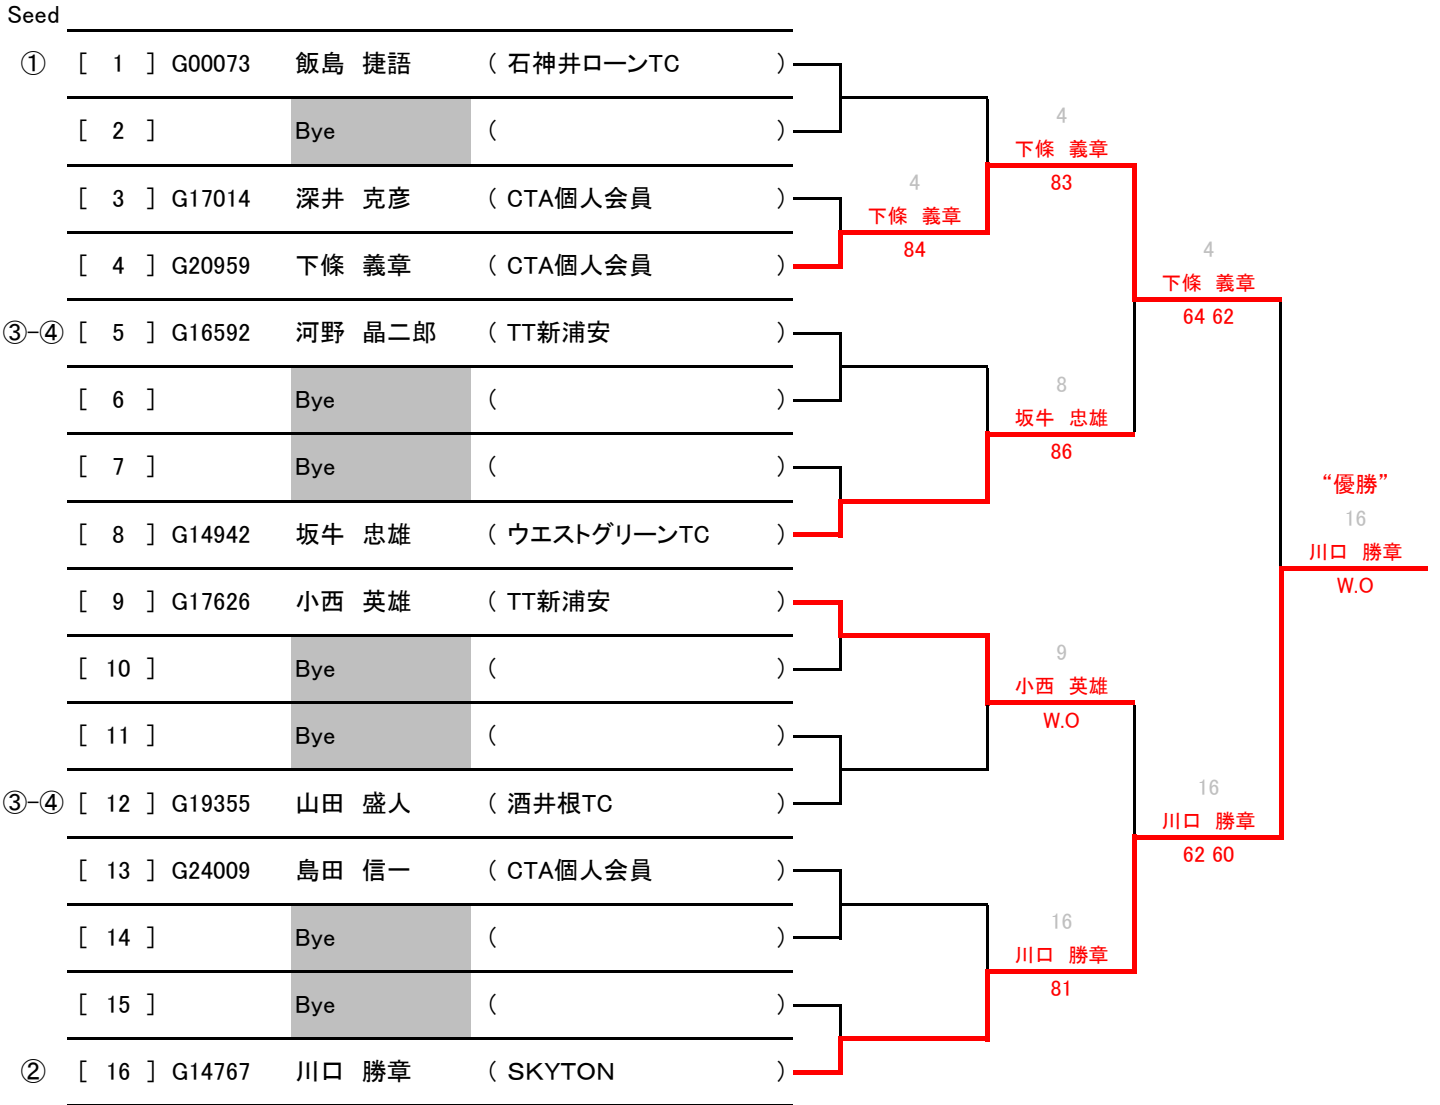 Seed
① [ 1 ] G00073 飯島 捷語 ( 石神井ローンTC )
[ 2 ] Bye ( )
[ 3 ] G17014 深井 克彦 ( CTA個人会員 )
[ 4 ] G20959 下條 義章 ( CTA個人会員 )
③-④ [ 5 ] G16592 河野 晶二郎 ( TT新浦安 )
[ 6 ] Bye ( )
[ 7 ] Bye ( )
[ 8 ] G14942 坂牛 忠雄 ( ウエストグリーンTC )
[ 9 ] G17626 小西 英雄 ( TT新浦安 )
[ 10 ] Bye ( )
[ 11 ] Bye ( )
③-④ [ 12 ] G19355 山田 盛人 ( 酒井根TC )
[ 13 ] G24009 島田 信一 ( CTA個人会員 )
[ 14 ] Bye ( )
[ 15 ] Bye ( )
② [ 16 ] G14767 川口 勝章 ( SKYTON )
4
下條 義章
84
4
下條 義章
83
8
坂牛 忠雄
86
9
小西 英雄
W.O
16
川口 勝章
81
4
下條 義章
64 62
16
川口 勝章
62 60
“優勝”
16
川口 勝章
W.O